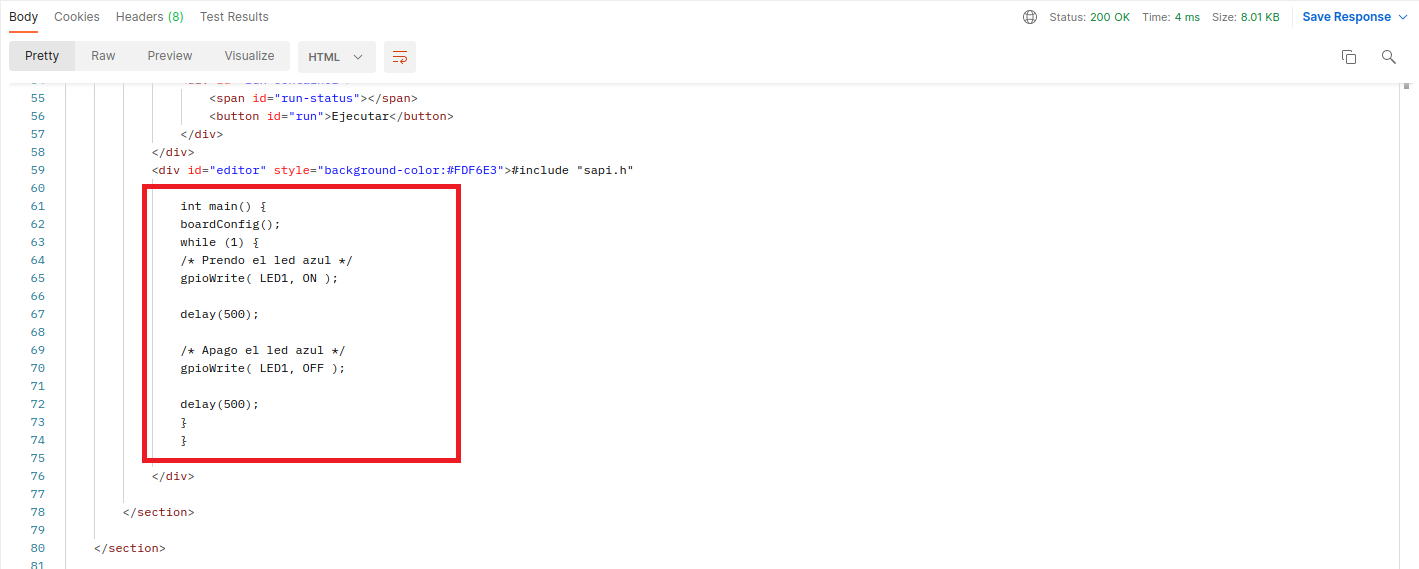 Body Cookies Headers (8) Test Results Status: 200 OK Time: 4 ms Size: 8.01 KB Save Response
Pretty Raw Preview Visualize HTML
55 <span id="run-status"></span>
56 <button id="run">Ejecutar</button>
57 </div>
58 </div>
59 <div id="editor" style="background-color:#FDF6E3">#include "sapi.h"
60
61 int main() {
62 boardConfig();
63 while (1) {
64 /* Prendo el led azul */
65 gpioWrite( LED1, ON );
66
67 delay(500);
68
69 /* Apago el led azul */
70 gpioWrite( LED1, OFF );
71
72 delay(500);
73 }
74 }
75
76 </div>
77
78 </section>
79
80 </section>
81